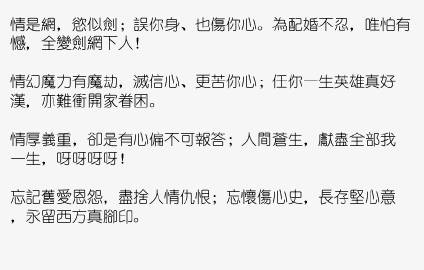 情是網，慾似劍；誤你身、也傷你心。為配婚不忍，唯怕有
憾，全變劍網下人！
情幻魔力有魔劫，滅信心、更苦你心；任你一生英雄真好
漢，亦難衝開家眷困。
情厚義重，卻是有心偏不可報答；人間蒼生，獻盡全部我
一生，呀呀呀呀！
忘記舊愛恩怨，盡捨人情仇恨；忘懷傷心史，長存堅心意
，永留西方真腳印。